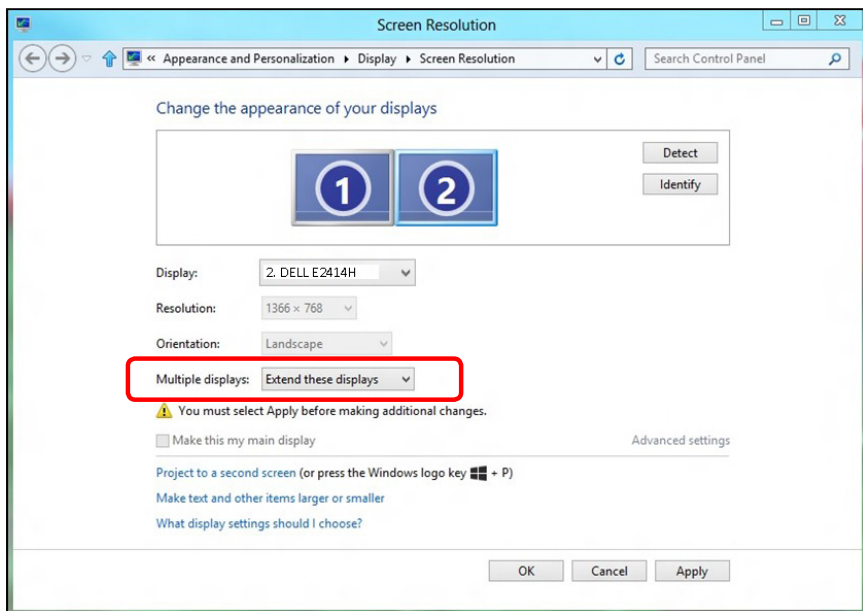 Screen Resolution
« Appearance and Personalization Display Screen Resolution Search Control Panel
Change the appearance of your displays
1 2
Detect
Identify
Display: 2. DELL E2414H
Resolution: 1366 × 768
Orientation: Landscape
Multiple displays: Extend these displays
You must select Apply before making additional changes.
Make this my main display Advanced settings
Project to a second screen (or press the Windows logo key + P)
Make text and other items larger or smaller
What display settings should I choose?
OK Cancel Apply